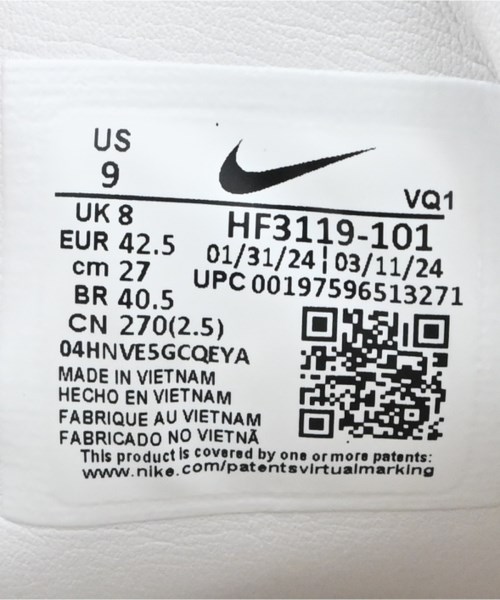 US
9
VQ1
UK 8
HF3119-101
EUR 42.5
01/31/24 | 03/11/24
cm 27
UPC 00197596513271
BR 40.5
CN 270(2.5)
04HNVE5GCQEYA
MADE IN VIETNAM
HECHO EN VIETNAM
FABRIQUE AU VIETNAM
FABRICADO NO VIETNÃ
This product is covered by one or more patents:
www.nike.com/patentsvirtualmarking